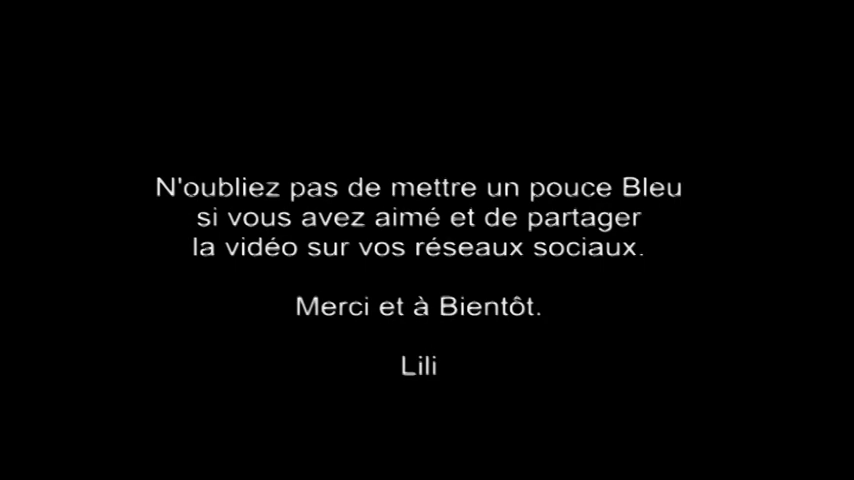 N'oubliez pas de mettre un pouce Bleu
si vous avez aimé et de partager
la vidéo sur vos réseaux sociaux.
Merci et à Bientôt.
Lili